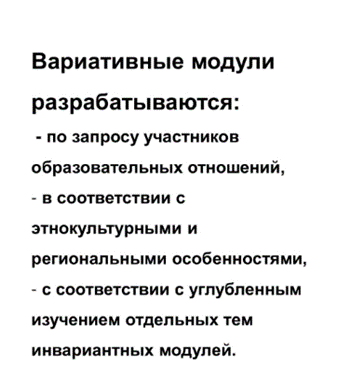 Вариативные модули
разрабатываются:
- по запросу участников
образовательных отношений,
- в соответствии с
этнокультурными и
региональными особенностями,
- с соответствии с углубленным
изучением отдельных тем
инвариантных модулей.